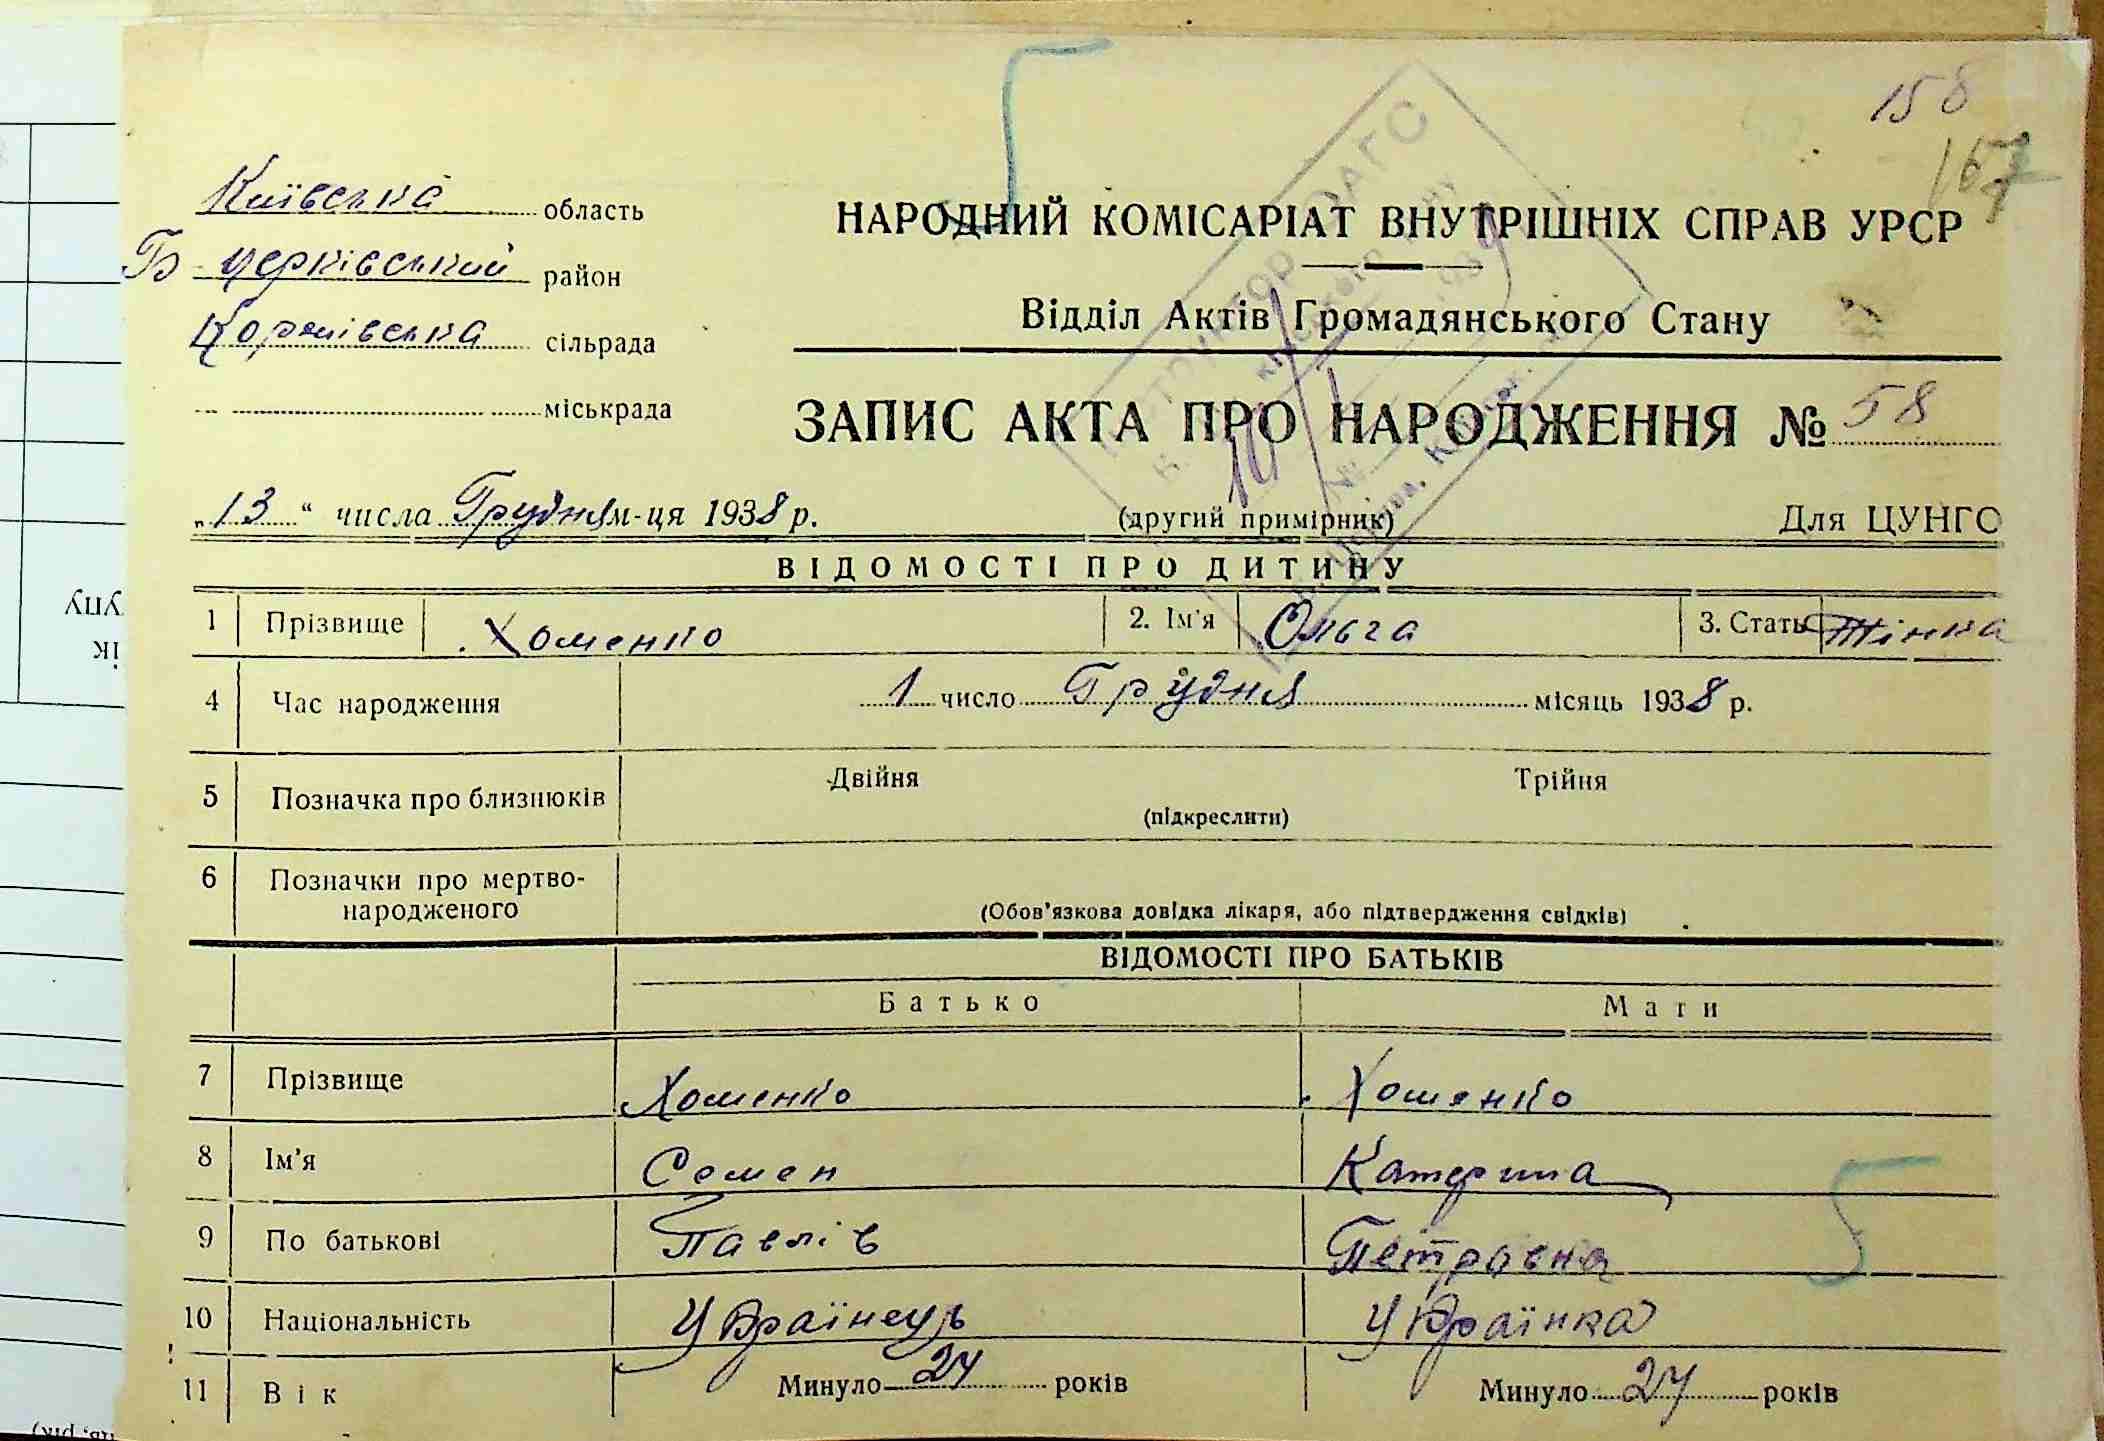 158
167
Київська область
НАРОДНИЙ КОМІСАРІАТ ВНУТРІШНІХ СПРАВ УРСР
Б-церківський район
Відділ Актів Громадянського Стану
сільрада
міськрада
ЗАПИС АКТА ПРО НАРОДЖЕННЯ № 58
„13“ числа Грудня м-ця 1938 р. (другий примірник) Для ЦУНГО
ВІДОМОСТІ ПРО ДИТИНУ
1 Прізвище Хоменко 2. Ім'я Ольга 3. Стать Жінка
4 Час народження 1 число Грудня місяць 1938 р.
5 Позначка про близнюків Двійня Трійня
(підкреслити)
6 Позначки про мертво-
народженого
(Обов'язкова довідка лікаря, або підтвердження свідків)
ВІДОМОСТІ ПРО БАТЬКІВ
Батько Мати
7 Прізвище Хоменко Хоменко
8 Ім'я Семен Катерина
9 По батькові Павлів Петровна
10 Національність Українець Українка
11 Вік Минуло 24 років Минуло 24 років